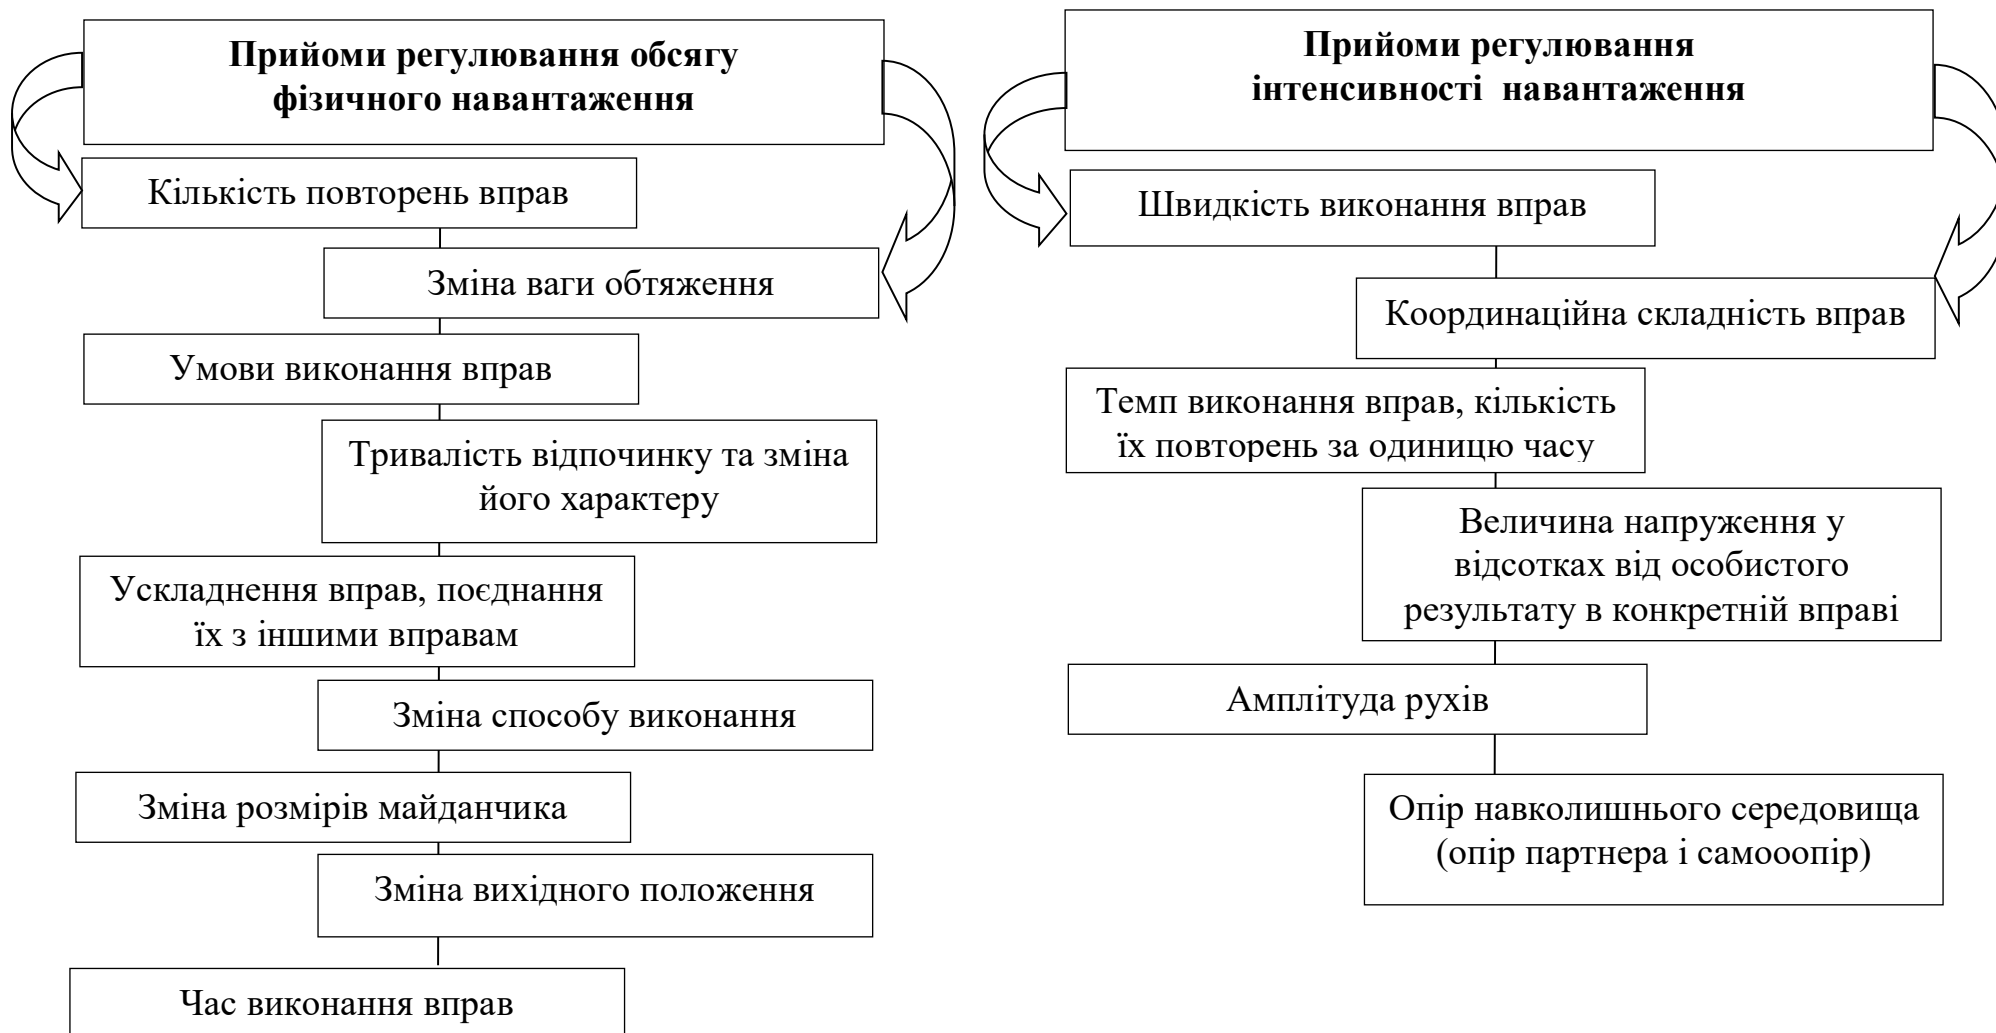 Прийоми регулювання обсягу
фізичного навантаження
Кількість повторень вправ
Зміна ваги обтяження
Умови виконання вправ
Тривалість відпочинку та зміна
його характеру
Ускладнення вправ, поєднання
їх з іншими вправам
Зміна способу виконання
Зміна розмірів майданчика
Зміна вихідного положення
Час виконання вправ
Прийоми регулювання
інтенсивності навантаження
Швидкість виконання вправ
Координаційна складність вправ
Темп виконання вправ, кількість
їх повторень за одиницю часу
Величина напруження у
відсотках від особистого
результату в конкретній вправі
Амплітуда рухів
Опір навколишнього середовища
(опір партнера і самооопір)